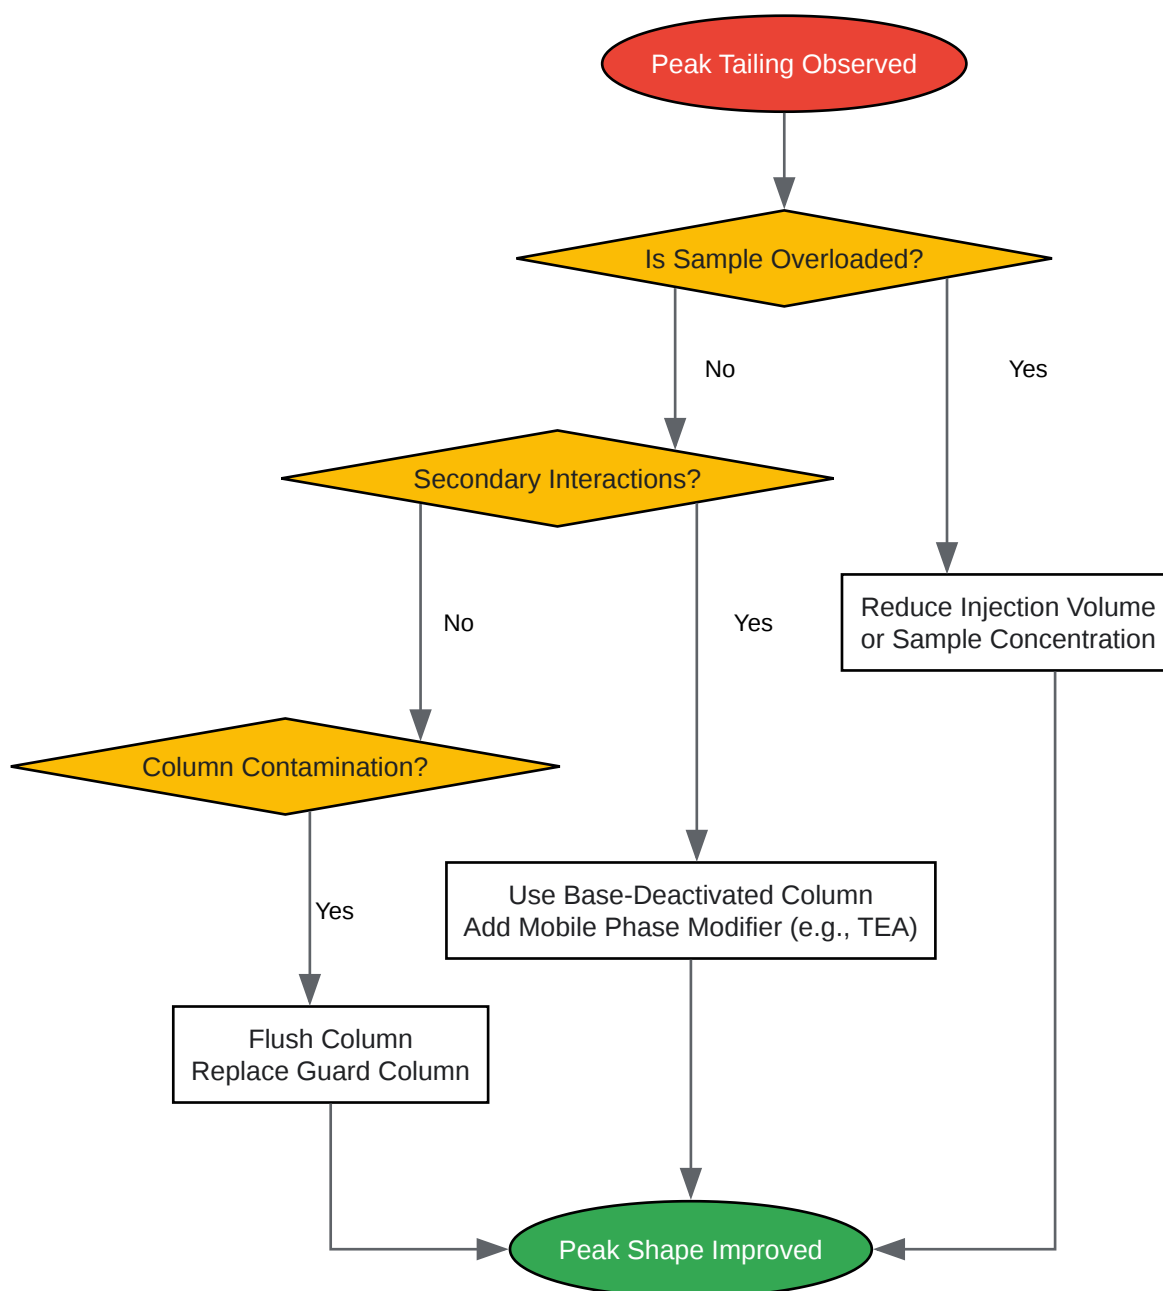 Peak Tailing Observed
Is Sample Overloaded?
No
Yes
Secondary Interactions?
Reduce Injection Volume
or Sample Concentration
No
Yes
Column Contamination?
Use Base-Deactivated Column
Add Mobile Phase Modifier (e.g., TEA)
Yes
Flush Column
Replace Guard Column
Peak Shape Improved